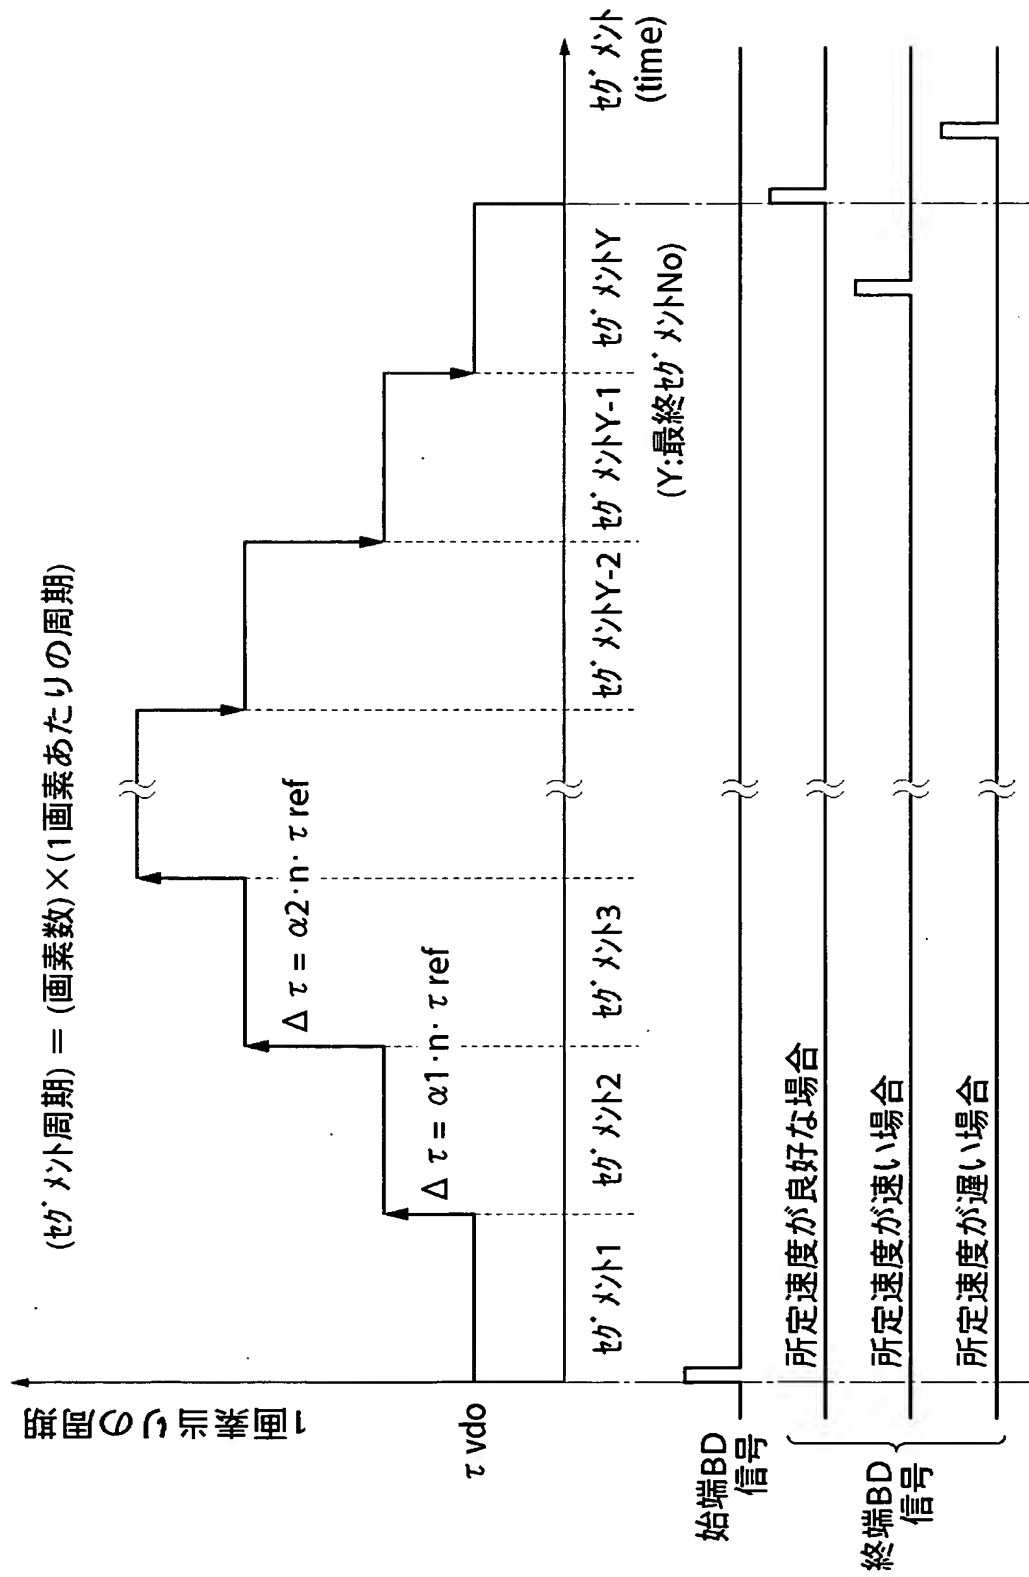 (ｾｸﾞﾒﾝﾄ周期) = (画素数)×(1画素あたりの周期)
1画素当りの周期
τ vdo
Δτ= α1·n·τref
Δτ= α2·n·τref
ｾｸﾞﾒﾝﾄ1
ｾｸﾞﾒﾝﾄ2
ｾｸﾞﾒﾝﾄ3
ｾｸﾞﾒﾝﾄY-2
ｾｸﾞﾒﾝﾄY-1
ｾｸﾞﾒﾝﾄY
(Y:最終ｾｸﾞﾒﾝﾄNo)
ｾｸﾞﾒﾝﾄ
(time)
始端BD
信号
終端BD
信号
所定速度が良好な場合
所定速度が速い場合
所定速度が遅い場合